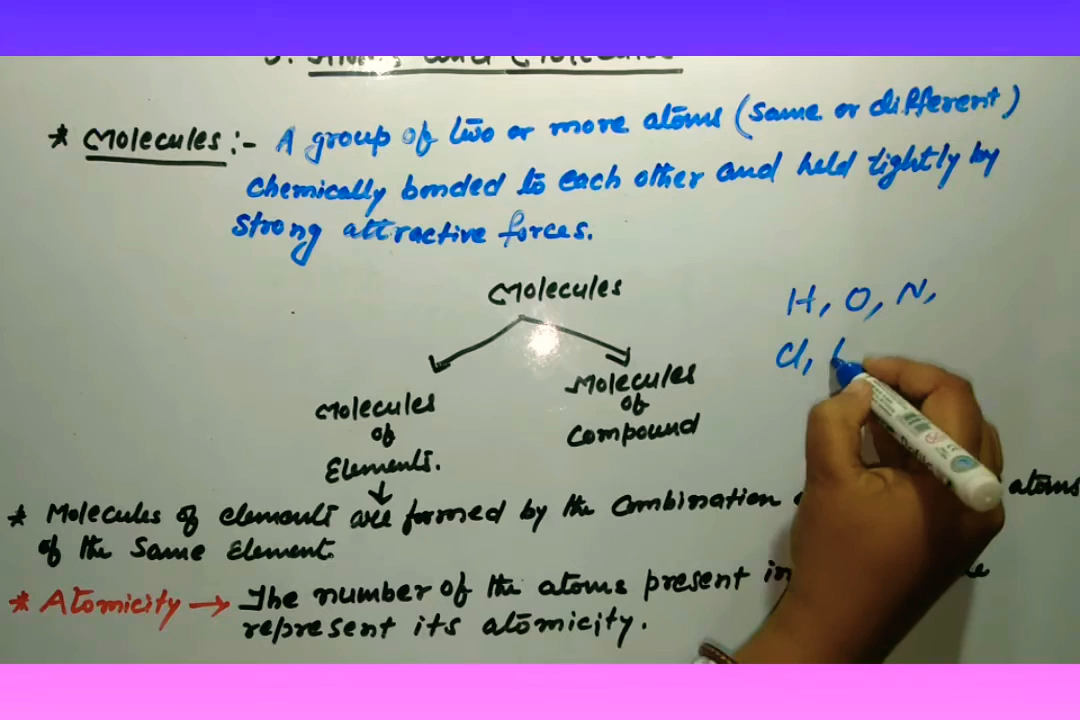 and
* Molecules :- A group of two or more atoms (same or different)
chemically bonded to each other and held tightly by
strong attractive forces.
Molecules
H, O, N,
Cl,
Molecules
of
Elements.
Molecules
of
Compound
* Molecules of elements are formed by the combination atoms
of the same Element.
* Atomicity → The number of the atoms present in
represent its atomicity.